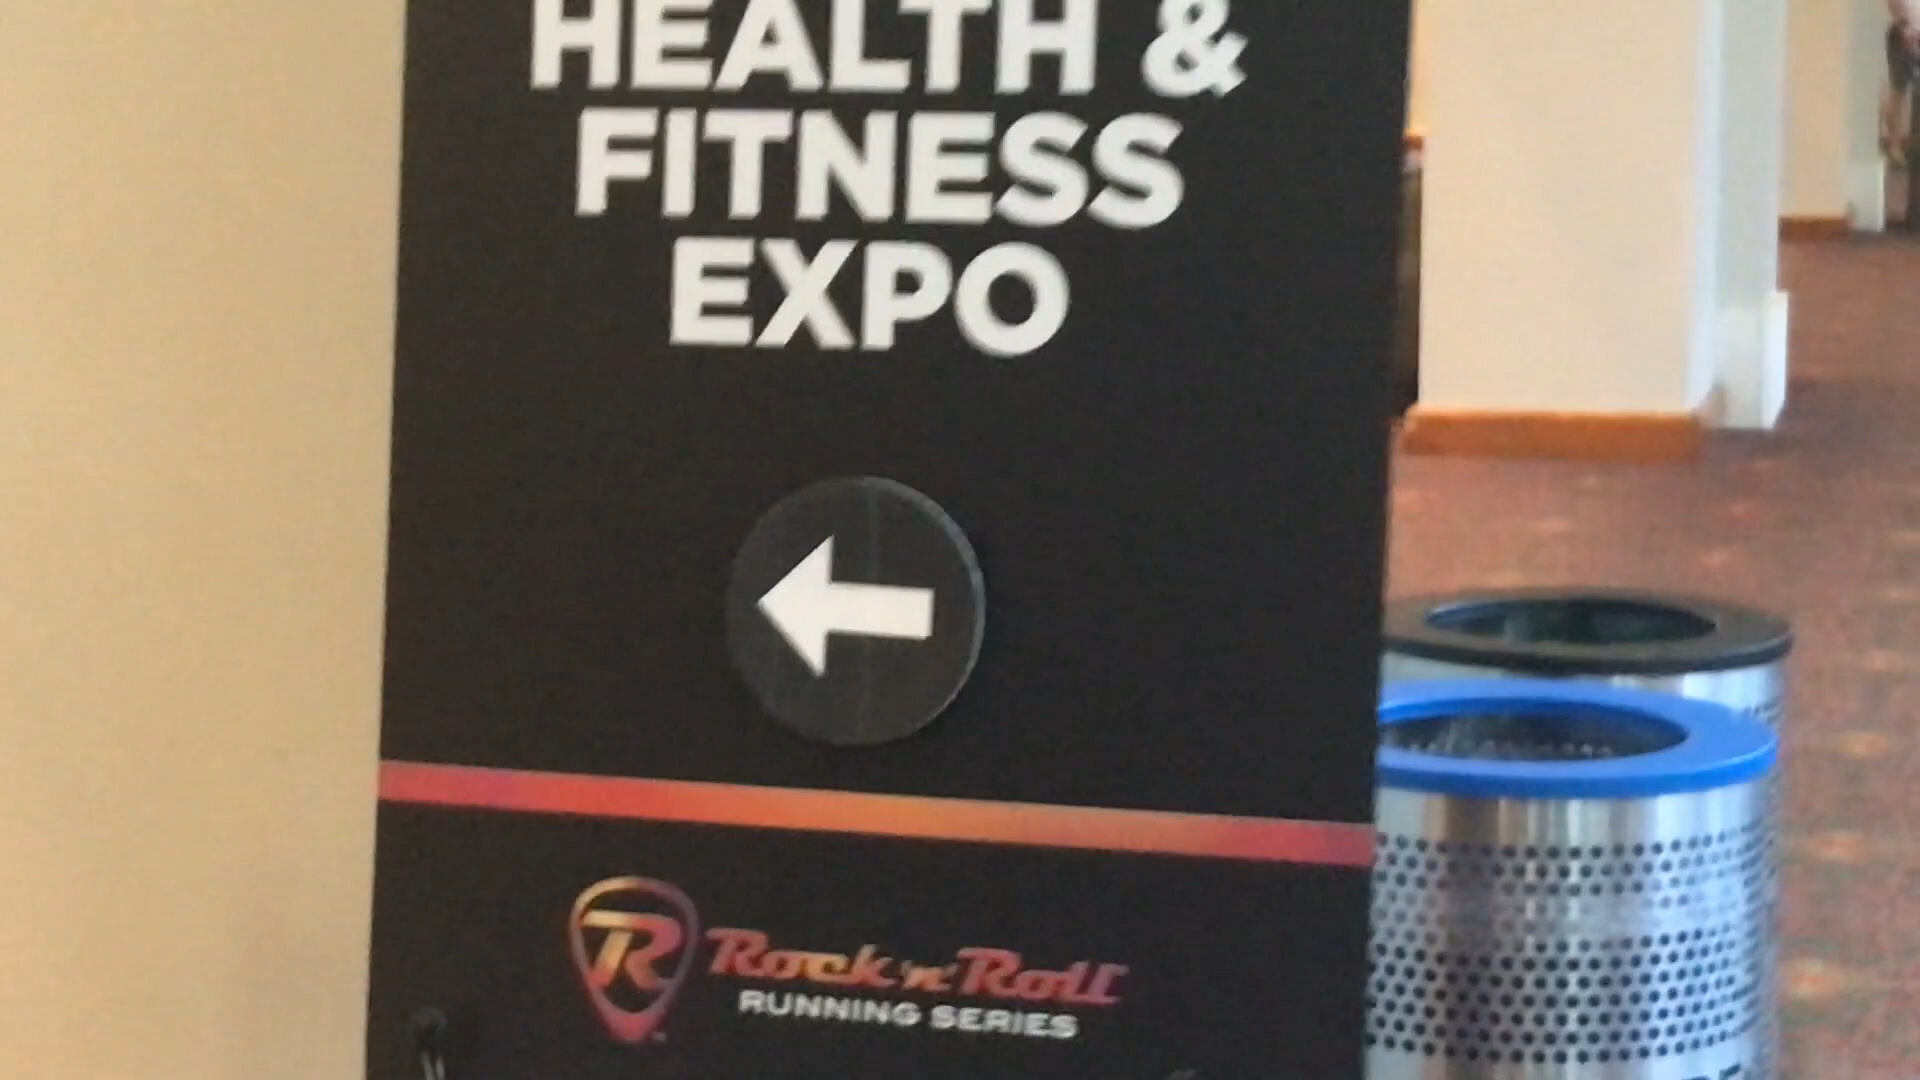 HEALTH &
FITNESS
EXPO
R
Rock 'n' Roll
RUNNING SERIES